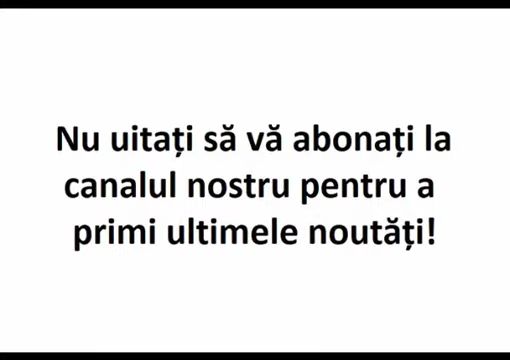 Nu uitați să vă abonați la
canalul nostru pentru a
primi ultimele noutăți!